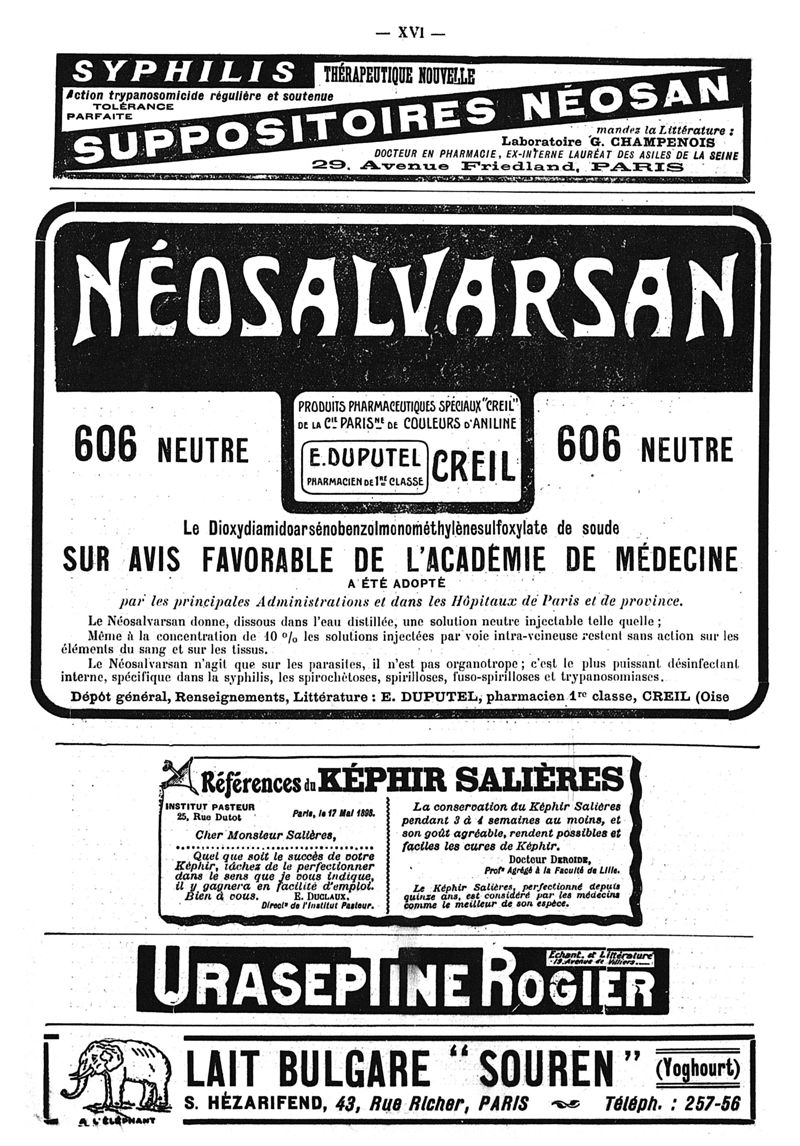 — XVI —
SYPHILIS THÉRAPEUTIQUE NOUVELLE
Action trypanosomicide régulière et soutenue
TOLÉRANCE
PARFAITE
SUPPOSITOIRES NÉOSAN
mandez la Littérature :
Laboratoire G. CHAMPENOIS
DOCTEUR EN PHARMACIE, EX-INTERNE LAURÉAT DES ASILES DE LA SEINE
29, Avenue Friedland, PARIS
NÉOSALVARSAN
PRODUITS PHARMACEUTIQUES SPÉCIAUX "CREIL"
DE LA Cie PARISNE DE COULEURS D'ANILINE
606 NEUTRE
E. DUPUTEL
PHARMACIEN DE 1RE CLASSE
CREIL
606 NEUTRE
Le Dioxydiamidoarsénobenzolmonométhylènesulfoxylate de soude
SUR AVIS FAVORABLE DE L'ACADÉMIE DE MÉDECINE
A ÉTÉ ADOPTÉ
par les principales Administrations et dans les Hôpitaux de Paris et de province.
Le Néosalvarsan donne, dissous dans l'eau distillée, une solution neutre injectable telle quelle ;
Même à la concentration de 10 % les solutions injectées par voie intra-veineuse restent sans action sur les
éléments du sang et sur les tissus.
Le Néosalvarsan n'agit que sur les parasites, il n'est pas organotrope ; c'est le plus puissant désinfectant
interne, spécifique dans la syphilis, les spirochètoses, spirilloses, fuso-spirilloses et trypanosomiases.
Dépôt général, Renseignements, Littérature : E. DUPUTEL, pharmacien 1re classe, CREIL (Oise
Références du KÉPHIR SALIÈRES
INSTITUT PASTEUR
25, Rue Dutot
Paris, le 17 Mai 1898.
Cher Monsieur Salières,
Quel que soit le succès de votre
Képhir, tâchez de le perfectionner
dans le sens que je vous indique,
il y gagnera en facilité d'emploi.
Bien à vous. E. DUCLAUX,
Directr de l'Institut Pasteur.
La conservation du Képhir Salières
pendant 3 à 4 semaines au moins, et
son goût agréable, rendent possibles et
faciles les cures de Képhir.
Docteur DEROIDE,
Profr Agrégé à la Faculté de Lille.
Le Képhir Salières, perfectionné depuis
quinze ans, est considéré par les médecins
comme le meilleur de son espèce.
URASEPTINE ROGIER
Echant. et Littérature
19, Avenue de Villiers
LAIT BULGARE "SOUREN" (Yoghourt)
S. HÉZARIFEND, 43, Rue Richer, PARIS Téléph. : 257-56
A L'ÉLÉPHANT